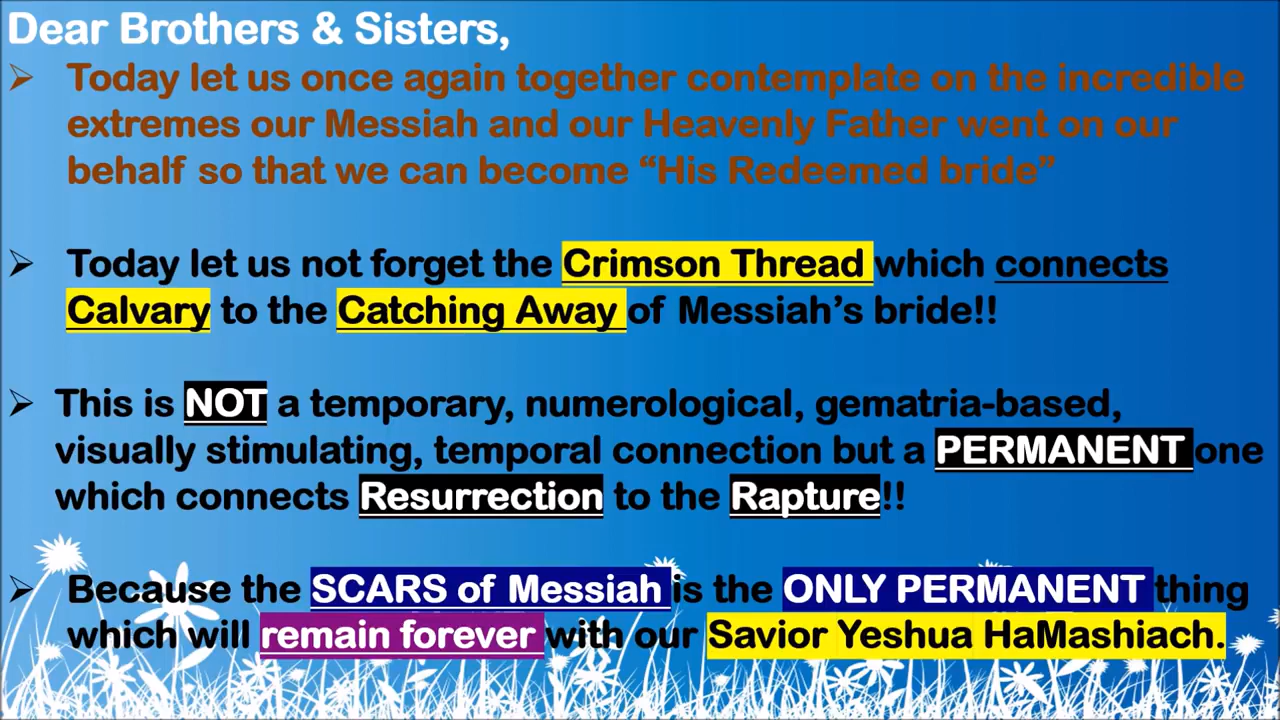 Dear Brothers & Sisters,
➢ Today let us once again together contemplate on the incredible
extremes our Messiah and our Heavenly Father went on our
behalf so that we can become “His Redeemed bride”
➢ Today let us not forget the Crimson Thread which connects
Calvary to the Catching Away of Messiah’s bride!!
➢ This is NOT a temporary, numerological, gematria-based,
visually stimulating, temporal connection but a PERMANENT one
which connects Resurrection to the Rapture!!
➢ Because the SCARS of Messiah is the ONLY PERMANENT thing
which will remain forever with our Savior Yeshua HaMashiach.